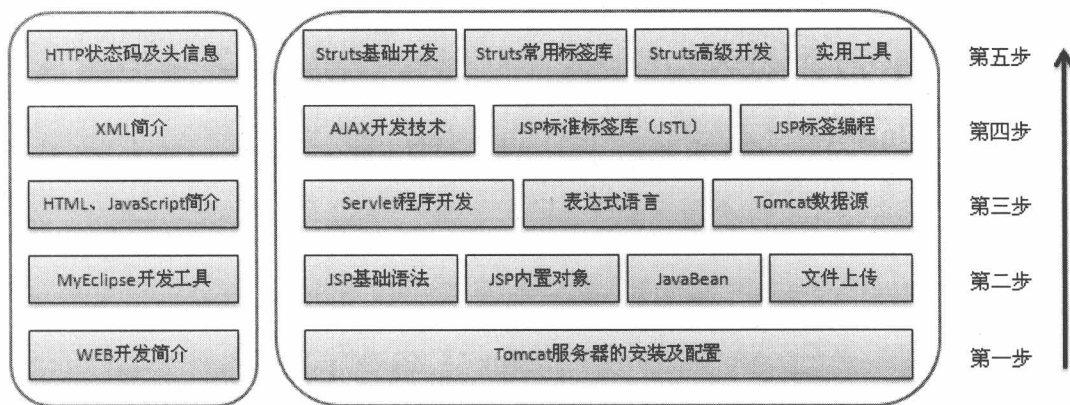 HTTP状态码及头信息 Struts基础开发 Struts常用标签库 Struts高级开发 实用工具 第五步
XML简介 AJAX开发技术 JSP标准标签库（JSTL） JSP标签编程 第四步
HTML、JavaScript简介 Servlet程序开发 表达式语言 Tomcat数据源 第三步
MyEclipse开发工具 JSP基础语法 JSP内置对象 JavaBean 文件上传 第二步
WEB开发简介 Tomcat服务器的安装及配置 第一步